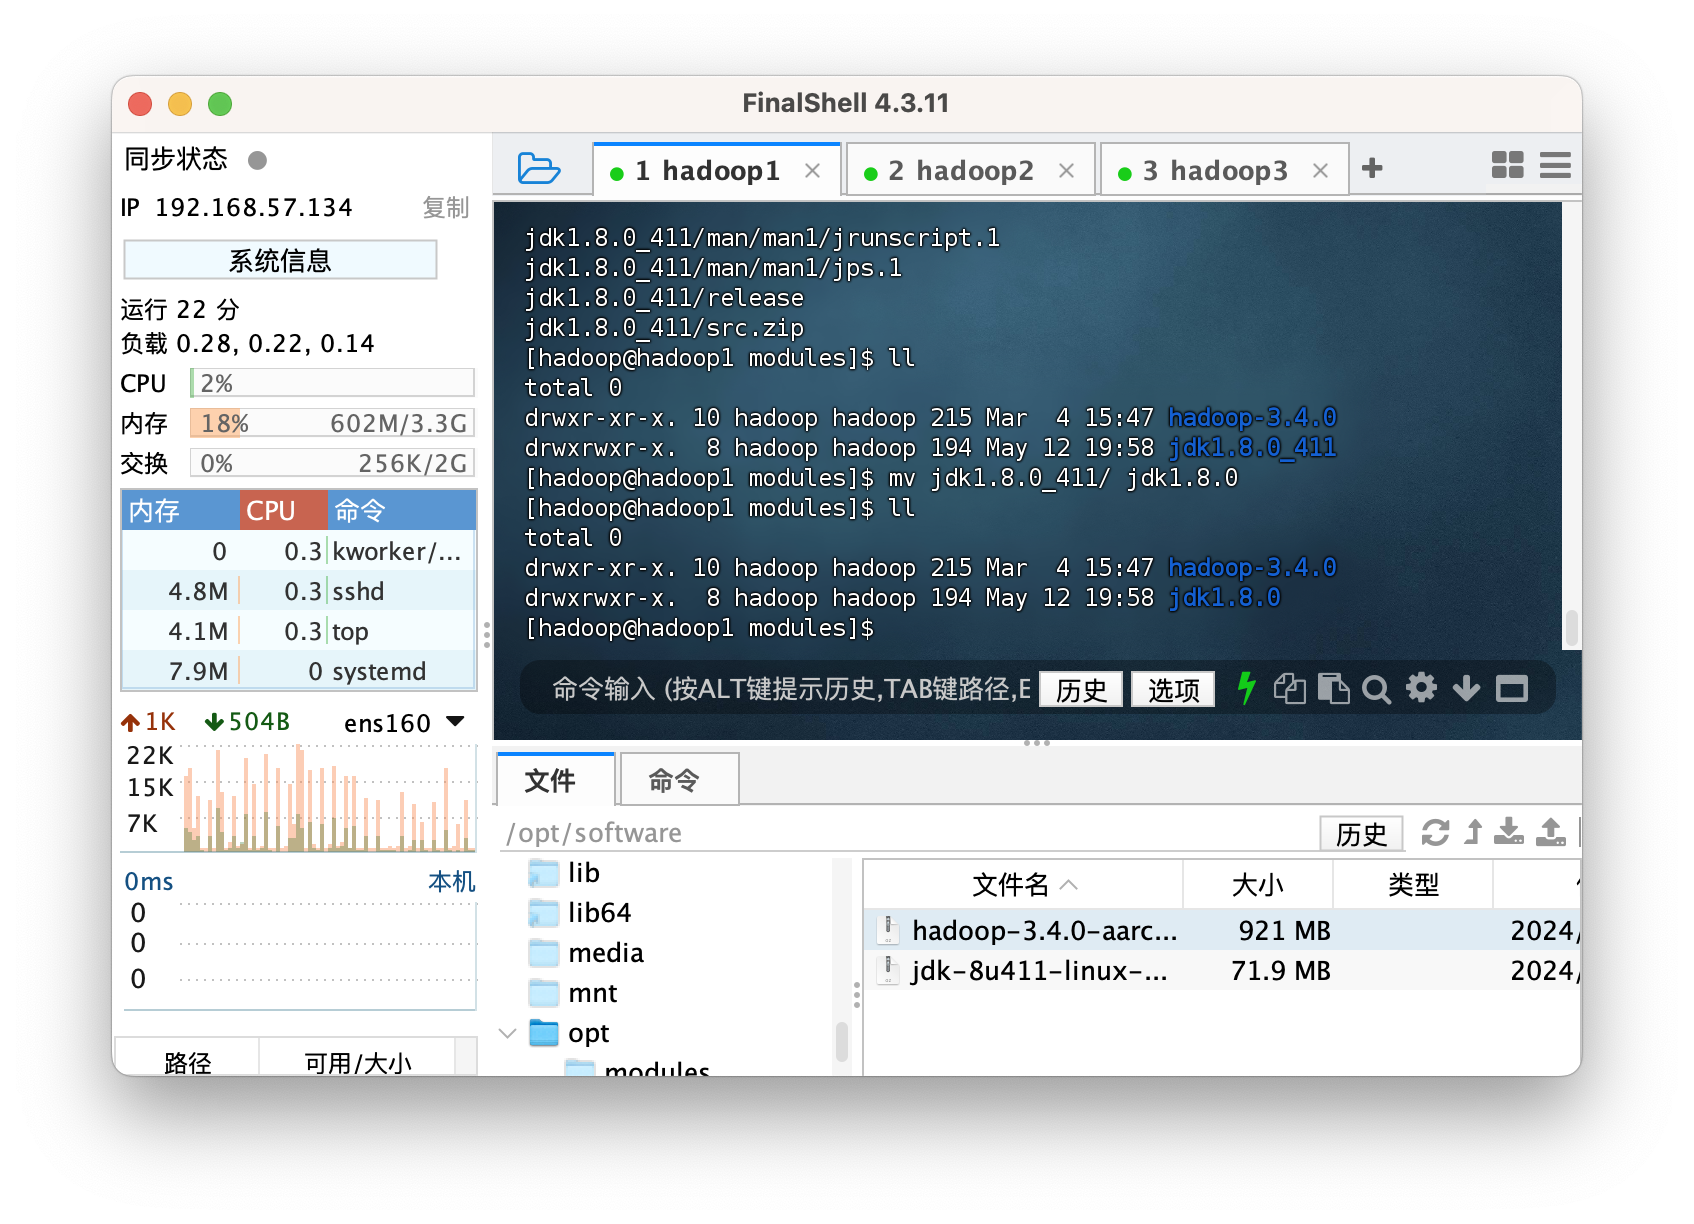 FinalShell 4.3.11
同步状态
IP 192.168.57.134 复制
系统信息
运行 22 分
负载 0.28, 0.22, 0.14
CPU 2%
内存 18% 602M/3.3G
交换 0% 256K/2G
内存 CPU 命令
0 0.3 kworker/...
4.8M 0.3 sshd
4.1M 0.3 top
7.9M 0 systemd
1K 504B ens160
22K
15K
7K
0ms 本机
0
0
0
路径 可用/大小
1 hadoop1 2 hadoop2 3 hadoop3
jdk1.8.0_411/man/man1/jrunscript.1
jdk1.8.0_411/man/man1/jps.1
jdk1.8.0_411/release
jdk1.8.0_411/src.zip
[hadoop@hadoop1 modules]$ ll
total 0
drwxr-xr-x. 10 hadoop hadoop 215 Mar  4 15:47 hadoop-3.4.0
drwxrwxr-x.  8 hadoop hadoop 194 May 12 19:58 jdk1.8.0_411
[hadoop@hadoop1 modules]$ mv jdk1.8.0_411/ jdk1.8.0
[hadoop@hadoop1 modules]$ ll
total 0
drwxr-xr-x. 10 hadoop hadoop 215 Mar  4 15:47 hadoop-3.4.0
drwxrwxr-x.  8 hadoop hadoop 194 May 12 19:58 jdk1.8.0
[hadoop@hadoop1 modules]$
命令输入 (按ALT键提示历史,TAB键路径,E 历史 选项
文件 命令
/opt/software 历史
lib
lib64
media
mnt
opt
modules
文件名 大小 类型
hadoop-3.4.0-aarc... 921 MB 2024/
jdk-8u411-linux-... 71.9 MB 2024/